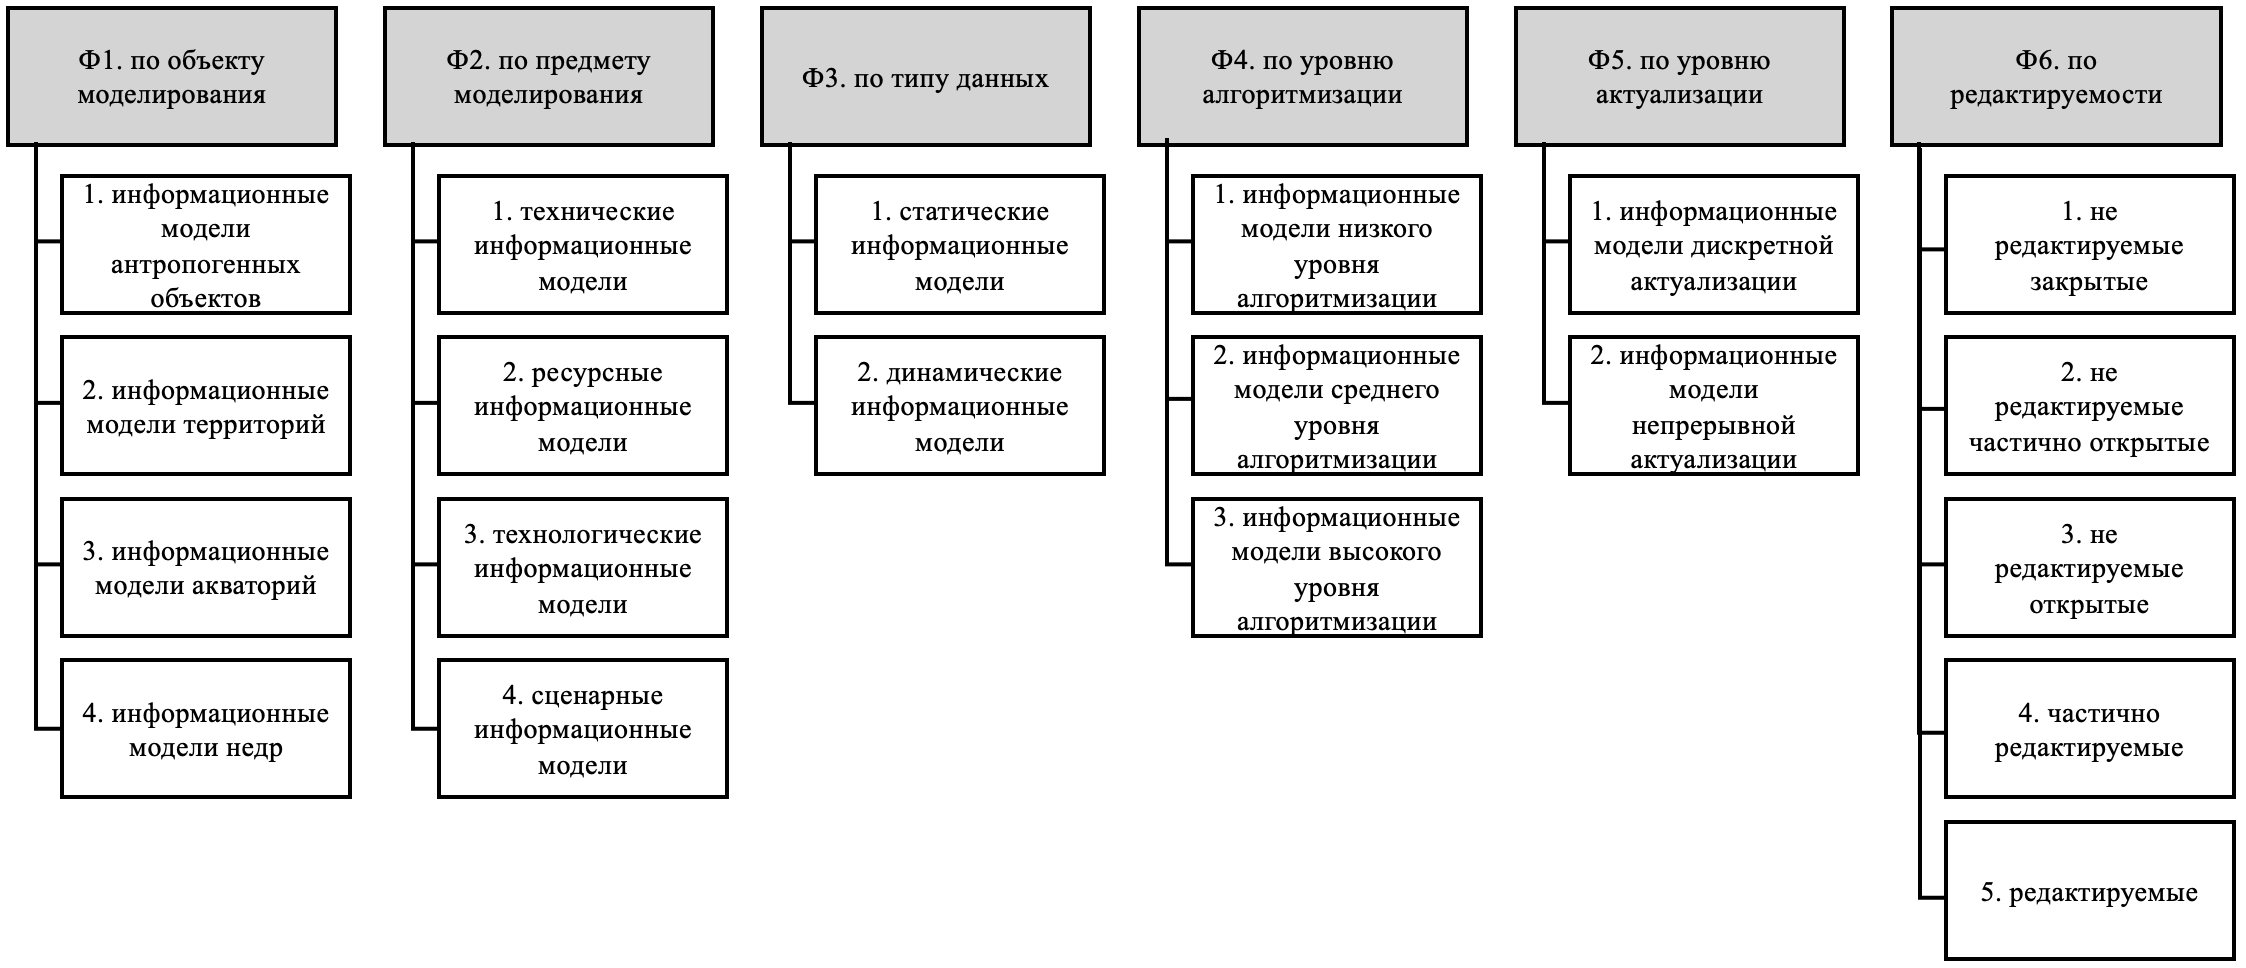 Ф1. по объекту
моделирования
1. информационные
модели
антропогенных
объектов
2. информационные
модели территорий
3. информационные
модели акваторий
4. информационные
модели недр
Ф2. по предмету
моделирования
1. технические
информационные
модели
2. ресурсные
информационные
модели
3. технологические
информационные
модели
4. сценарные
информационные
модели
Ф3. по типу данных
1. статические
информационные
модели
2. динамические
информационные
модели
Ф4. по уровню
алгоритмизации
1. информационные
модели низкого
уровня
алгоритмизации
2. информационные
модели среднего
уровня
алгоритмизации
3. информационные
модели высокого
уровня
алгоритмизации
Ф5. по уровню
актуализации
1. информационные
модели дискретной
актуализации
2. информационные
модели
непрерывной
актуализации
Ф6. по
редактируемости
1. не
редактируемые
закрытые
2. не
редактируемые
частично открытые
3. не
редактируемые
открытые
4. частично
редактируемые
5. редактируемые